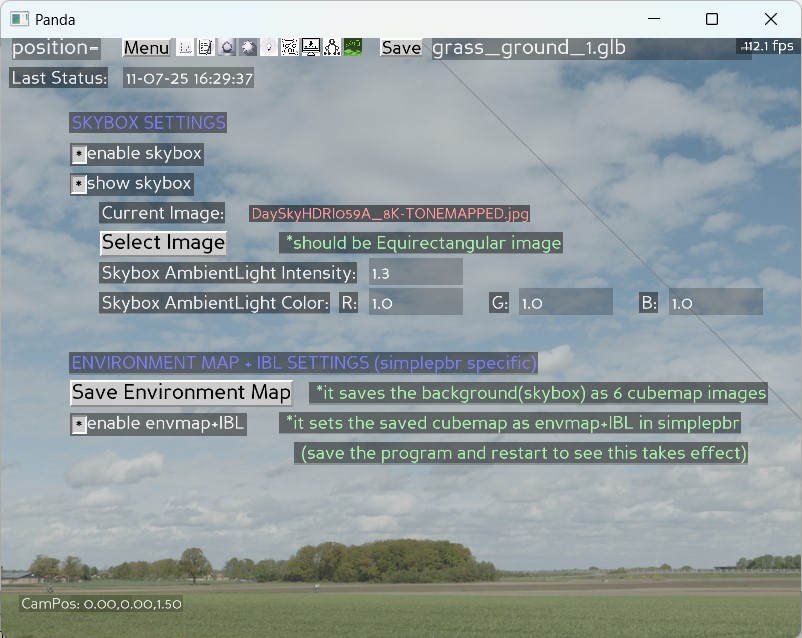 Panda
position= Menu Save grass_ground_1.glb 112.1 fps
Last Status: 11-07-25 16:29:37
SKYBOX SETTINGS
*enable skybox
*show skybox
Current Image: DaySkyHDRI059A_8K-TONEMAPPED.jpg
Select Image *should be Equirectangular image
Skybox AmbientLight Intensity: 1.3
Skybox AmbientLight Color: R: 1.0 G: 1.0 B: 1.0
ENVIRONMENT MAP + IBL SETTINGS (simplepbr specific)
Save Environment Map *it saves the background(skybox) as 6 cubemap images
*enable envmap+IBL *it sets the saved cubemap as envmap+IBL in simplepbr
(save the program and restart to see this takes effect)
CamPos: 0.00,0.00,1.50